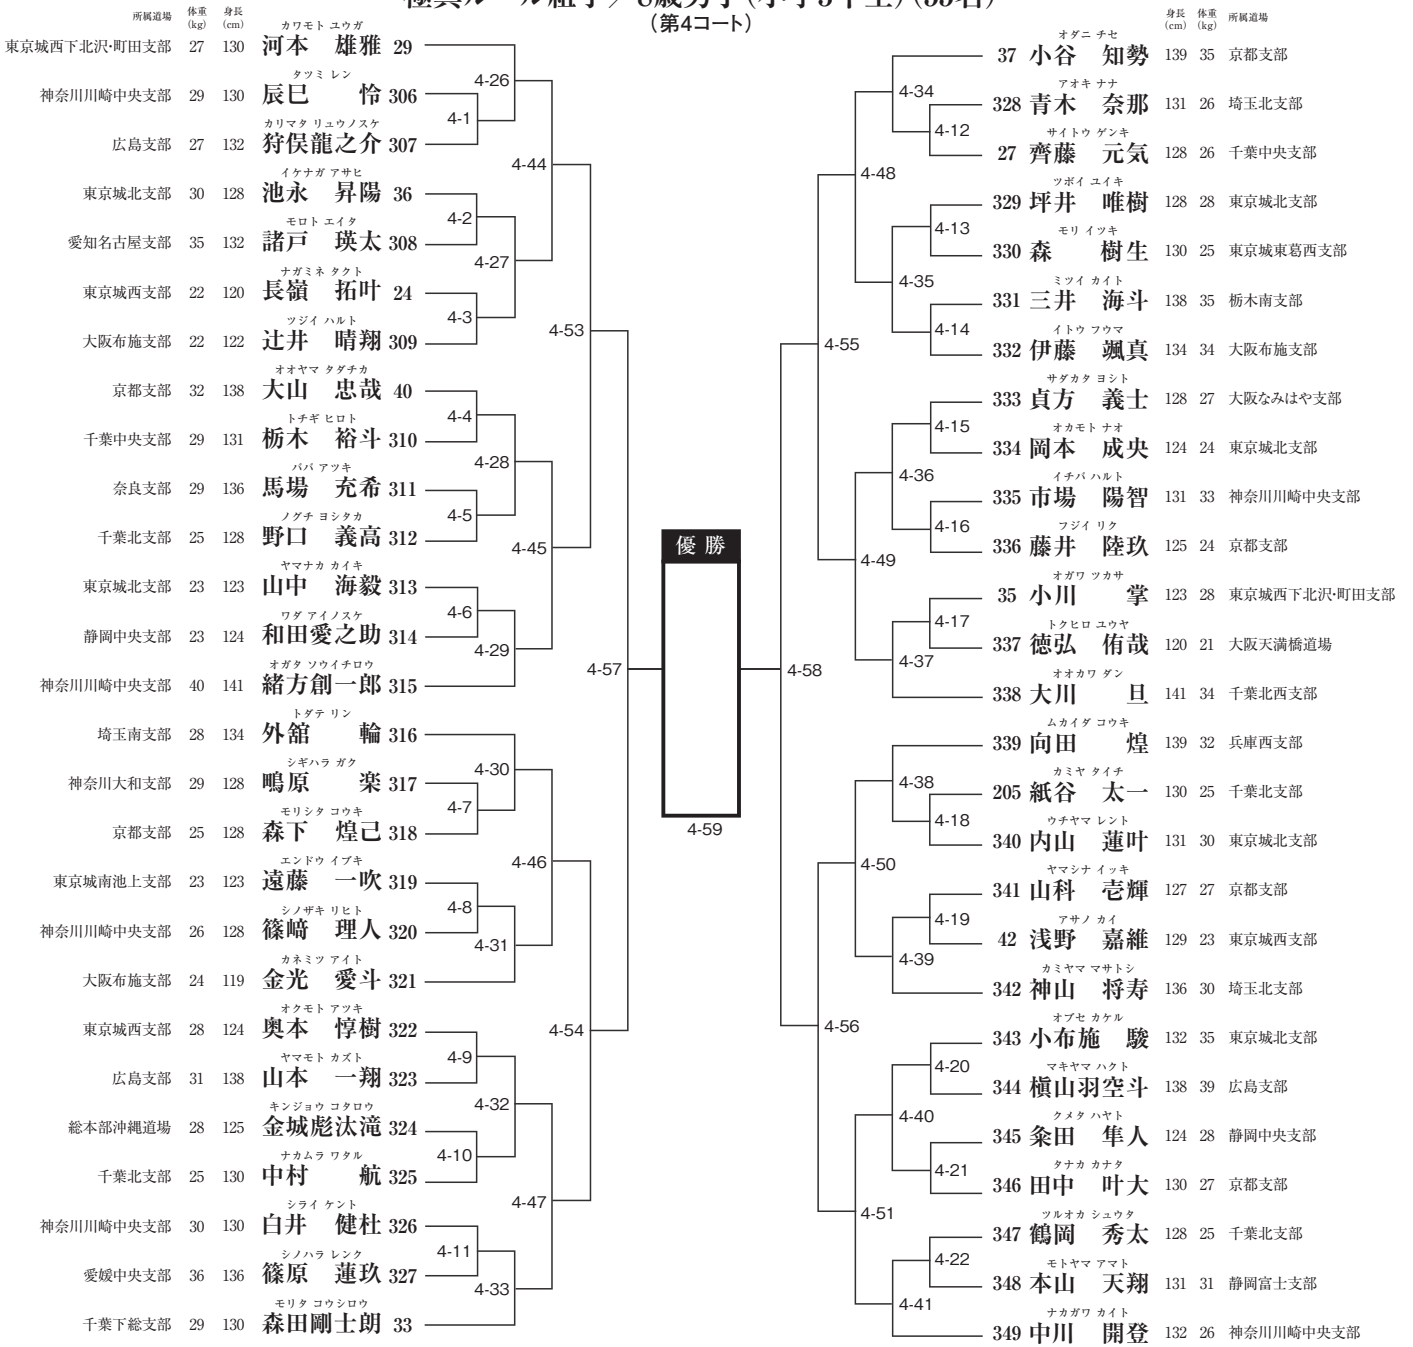 (第4コート)
所属道場 体重(kg) 身長(cm)
カワモト ユウガ
東京城西下北沢・町田支部 27 130 河本 雄雅 29
タツミ レン
神奈川川崎中央支部 29 130 辰巳 怜 306
カリマタ リュウノスケ
広島支部 27 132 狩俣龍之介 307
イケナガ アサヒ
東京城北支部 30 128 池永 昇陽 36
モロト エイタ
愛知名古屋支部 35 132 諸戸 瑛太 308
ナガミネ タクト
東京城西支部 22 120 長嶺 拓叶 24
ツジイ ハルト
大阪布施支部 22 122 辻井 晴翔 309
オオヤマ タダチカ
京都支部 32 138 大山 忠哉 40
トチギ ヒロト
千葉中央支部 29 131 栃木 裕斗 310
ババ アツキ
奈良支部 29 136 馬場 充希 311
ノグチ ヨシタカ
千葉北支部 25 128 野口 義高 312
ヤマナカ カイキ
東京城北支部 23 123 山中 海毅 313
ワダ アイノスケ
静岡中央支部 23 124 和田愛之助 314
オガタ ソウイチロウ
神奈川川崎中央支部 40 141 緒方創一郎 315
トダテ リン
埼玉南支部 28 134 外舘 輪 316
シギハラ ガク
神奈川大和支部 29 128 鴫原 楽 317
モリシタ コウキ
京都支部 25 128 森下 煌己 318
エンドウ イブキ
東京城南池上支部 23 123 遠藤 一吹 319
シノザキ リヒト
神奈川川崎中央支部 26 128 篠﨑 理人 320
カネミツ アイト
大阪布施支部 24 119 金光 愛斗 321
オクモト アツキ
東京城西支部 28 124 奥本 惇樹 322
ヤマモト カズト
広島支部 31 138 山本 一翔 323
キンジョウ コタロウ
総本部沖縄道場 28 125 金城彪汰滝 324
ナカムラ ワタル
千葉北支部 25 130 中村 航 325
シライ ケント
神奈川川崎中央支部 30 130 白井 健杜 326
シノハラ レンク
愛媛中央支部 36 136 篠原 蓮玖 327
モリタ コウシロウ
千葉下総支部 29 130 森田剛士朗 33
4-26
4-1
4-44
4-2
4-27
4-3
4-53
4-4
4-28
4-5
4-45
4-6
4-29
4-57
4-30
4-7
4-46
4-8
4-31
4-54
4-9
4-32
4-10
4-47
4-11
4-33
優勝
4-59
4-34
4-12
4-48
4-13
4-35
4-14
4-55
4-15
4-36
4-16
4-49
4-17
4-37
4-58
4-38
4-18
4-50
4-19
4-39
4-56
4-20
4-40
4-21
4-51
4-22
4-41
身長(cm) 体重(kg) 所属道場
オダニ チセ
37 小谷 知勢 139 35 京都支部
アオキ ナナ
328 青木 奈那 131 26 埼玉北支部
サイトウ ゲンキ
27 齊藤 元気 128 26 千葉中央支部
ツボイ ユイキ
329 坪井 唯樹 128 28 東京城北支部
モリ イツキ
330 森 樹生 130 25 東京城東葛西支部
ミツイ カイト
331 三井 海斗 138 35 栃木南支部
イトウ フウマ
332 伊藤 颯真 134 34 大阪布施支部
サダカタ ヨシト
333 貞方 義士 128 27 大阪なみはや支部
オカモト ナオ
334 岡本 成央 124 24 東京城北支部
イチバ ハルト
335 市場 陽智 131 33 神奈川川崎中央支部
フジイ リク
336 藤井 陸玖 125 24 京都支部
オガワ ツカサ
35 小川 掌 123 28 東京城西下北沢・町田支部
トクヒロ ユウヤ
337 徳弘 侑哉 120 21 大阪天満橋道場
オオカワ ダン
338 大川 旦 141 34 千葉北西支部
ムカイダ コウキ
339 向田 煌 139 32 兵庫西支部
カミヤ タイチ
205 紙谷 太一 130 25 千葉北支部
ウチヤマ レント
340 内山 蓮叶 131 30 東京城北支部
ヤマシナ イッキ
341 山科 壱輝 127 27 京都支部
アサノ カイ
42 浅野 嘉維 129 23 東京城西支部
カミヤマ マサトシ
342 神山 将寿 136 30 埼玉北支部
オブセ カケル
343 小布施 駿 132 35 東京城北支部
マキヤマ ハクト
344 槇山羽空斗 138 39 広島支部
クメタ ハヤト
345 粂田 隼人 124 28 静岡中央支部
タナカ カナタ
346 田中 叶大 130 27 京都支部
ツルオカ シュウタ
347 鶴岡 秀太 128 25 千葉北支部
モトヤマ アマト
348 本山 天翔 131 31 静岡富士支部
ナカガワ カイト
349 中川 開登 132 26 神奈川川崎中央支部